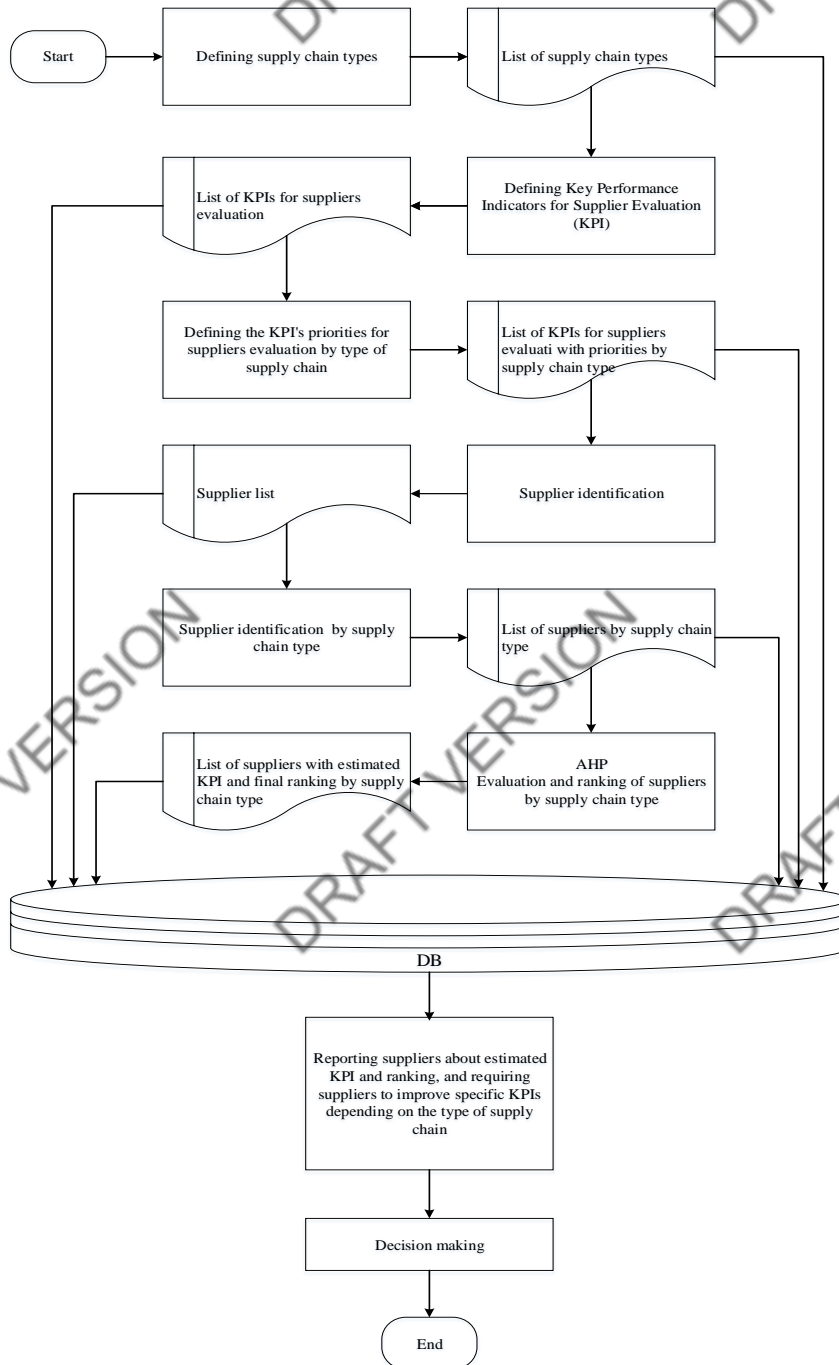 Start
Defining supply chain types
List of supply chain types
Defining Key Performance
Indicators for Supplier Evaluation
(KPI)
List of KPIs for suppliers
evaluation
Defining the KPI's priorities for
suppliers evaluation by type of
supply chain
List of KPIs for suppliers
evaluati with priorities by
supply chain type
Supplier identification
Supplier list
Supplier identification by supply
chain type
List of suppliers by supply chain
type
AHP
Evaluation and ranking of suppliers
by supply chain type
List of suppliers with estimated
KPI and final ranking by supply
chain type
DB
Reporting suppliers about estimated
KPI and ranking, and requiring
suppliers to improve specific KPIs
depending on the type of supply
chain
Decision making
End
VERSION
DRAFT VERSION
DRAFT